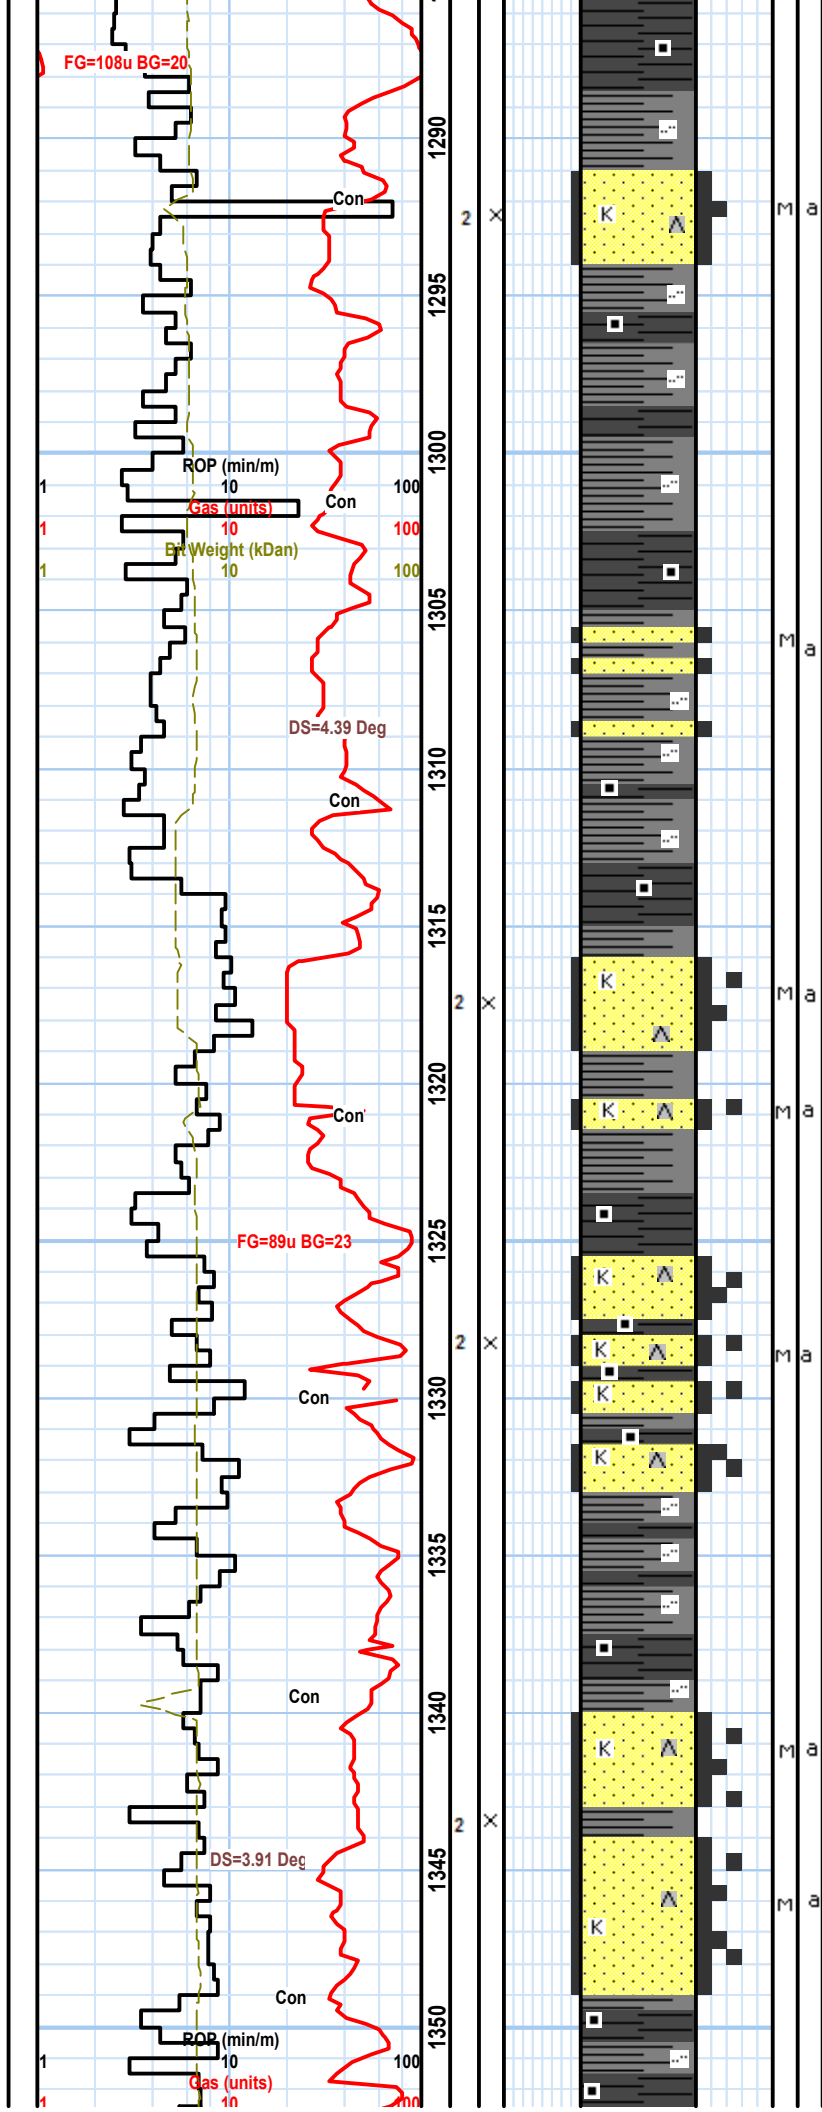 FG=108u BG=20
1290
Con
K
2
M a
1295
1300
ROP (min/m)
1 10 100
Con
Gas (units)
1 10 100
Bit Weight (kDan)
1 10 100
1305
M a
DS=4.39 Deg
1310
Con
1315
K
2
M a
1320
Con
K
M a
FG=89u BG=23
1325
K
2
K
M a
Con
1330
K
K
1335
Con
1340
K
M a
2
DS=3.91 Deg
1345
K
M a
Con
1350
ROP (min/m)
1 10 100
Gas (units)
1 10 100